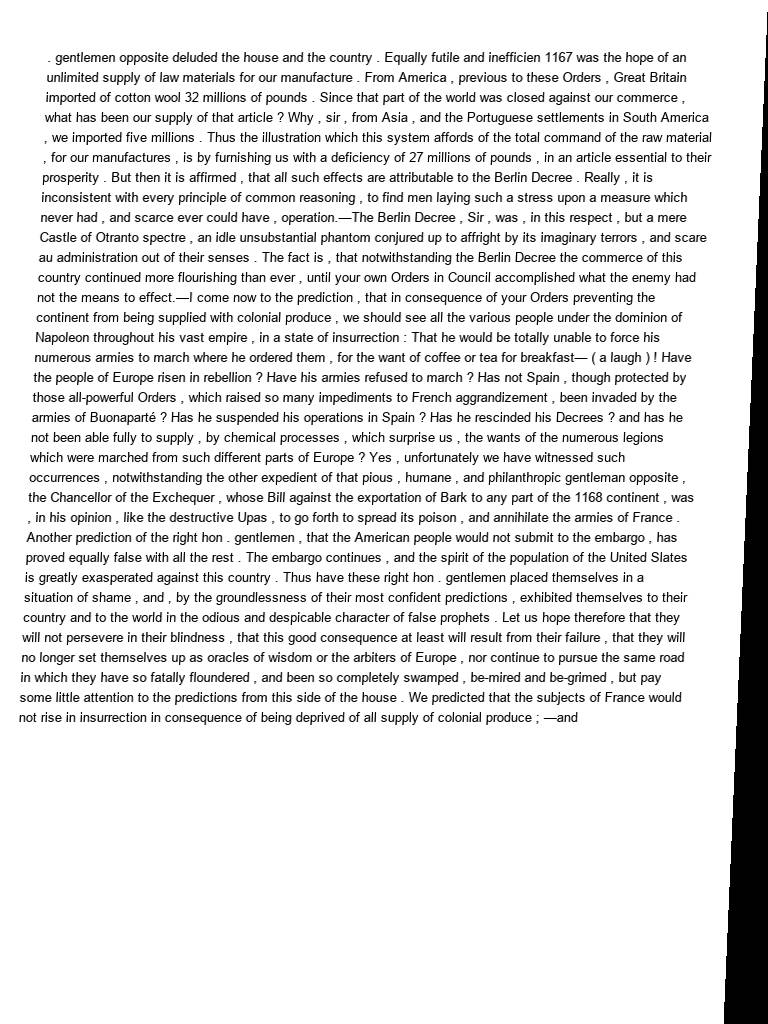 . gentlemen opposite deluded the house and the country . Equally futile and inefficien 1167 was the hope of an
unlimited supply of law materials for our manufacture . From America , previous to these Orders , Great Britain
imported of cotton wool 32 millions of pounds . Since that part of the world was closed against our commerce ,
what has been our supply of that article ? Why , sir , from Asia , and the Portuguese settlements in South America
, we imported five millions . Thus the illustration which this system affords of the total command of the raw material
, for our manufactures , is by furnishing us with a deficiency of 27 millions of pounds , in an article essential to their
prosperity . But then it is affirmed , that all such effects are attributable to the Berlin Decree . Really , it is
inconsistent with every principle of common reasoning , to find men laying such a stress upon a measure which
never had , and scarce ever could have , operation.—The Berlin Decree , Sir , was , in this respect , but a mere
Castle of Otranto spectre , an idle unsubstantial phantom conjured up to affright by its imaginary terrors , and scare
au administration out of their senses . The fact is , that notwithstanding the Berlin Decree the commerce of this
country continued more flourishing than ever , until your own Orders in Council accomplished what the enemy had
not the means to effect.—I come now to the prediction , that in consequence of your Orders preventing the
continent from being supplied with colonial produce , we should see all the various people under the dominion of
Napoleon throughout his vast empire , in a state of insurrection : That he would be totally unable to force his
numerous armies to march where he ordered them , for the want of coffee or tea for breakfast— ( a laugh ) ! Have
the people of Europe risen in rebellion ? Have his armies refused to march ? Has not Spain , though protected by
those all-powerful Orders , which raised so many impediments to French aggrandizement , been invaded by the
armies of Buonaparté ? Has he suspended his operations in Spain ? Has he rescinded his Decrees ? and has he
not been able fully to supply , by chemical processes , which surprise us , the wants of the numerous legions
which were marched from such different parts of Europe ? Yes , unfortunately we have witnessed such
occurrences , notwithstanding the other expedient of that pious , humane , and philanthropic gentleman opposite ,
the Chancellor of the Exchequer , whose Bill against the exportation of Bark to any part of the 1168 continent , was
, in his opinion , like the destructive Upas , to go forth to spread its poison , and annihilate the armies of France .
Another prediction of the right hon . gentlemen , that the American people would not submit to the embargo , has
proved equally false with all the rest . The embargo continues , and the spirit of the population of the United Slates
is greatly exasperated against this country . Thus have these right hon . gentlemen placed themselves in a
situation of shame , and , by the groundlessness of their most confident predictions , exhibited themselves to their
country and to the world in the odious and despicable character of false prophets . Let us hope therefore that they
will not persevere in their blindness , that this good consequence at least will result from their failure , that they will
no longer set themselves up as oracles of wisdom or the arbiters of Europe , nor continue to pursue the same road
in which they have so fatally floundered , and been so completely swamped , be-mired and be-grimed , but pay
some little attention to the predictions from this side of the house . We predicted that the subjects of France would
not rise in insurrection in consequence of being deprived of all supply of colonial produce ; —and